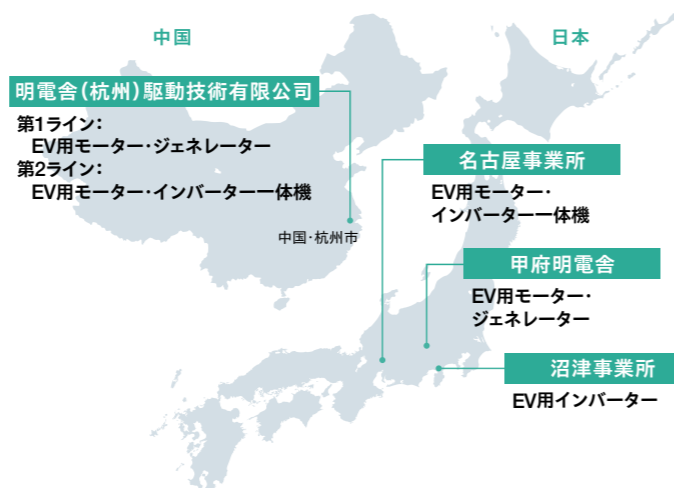 中国
日本
明電舎（杭州）駆動技術有限公司
第1ライン：
EV用モーター・ジェネレーター
第2ライン：
EV用モーター・インバーター一体機
中国・杭州市
名古屋事業所
EV用モーター・
インバーター一体機
甲府明電舎
EV用モーター・
ジェネレーター
沼津事業所
EV用インバーター